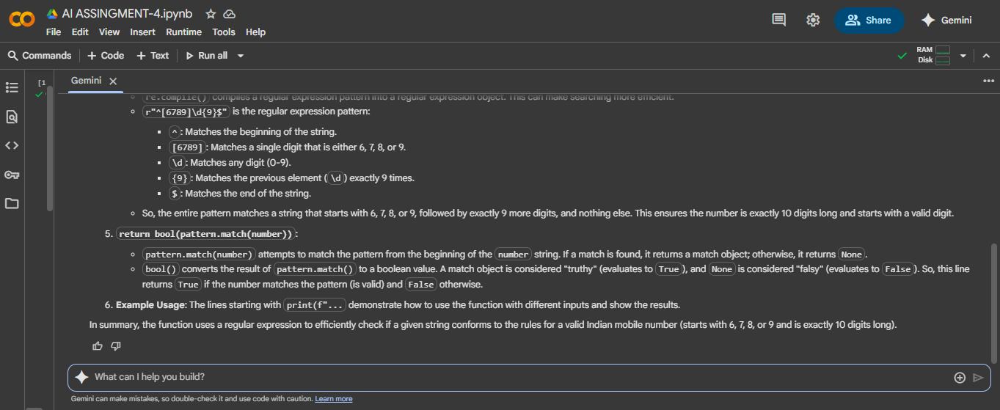 AI ASSINGMENT-4.ipynb
File Edit View Insert Runtime Tools Help
Share
Gemini
Commands + Code + Text Run all
RAM
Disk
[1
Gemini
re.compile() compiles a regular expression pattern into a regular expression object. This can make searching more efficient.
r"^[6789]\d{9}$" is the regular expression pattern:
^: Matches the beginning of the string.
[6789]: Matches a single digit that is either 6, 7, 8, or 9.
\d: Matches any digit (0-9).
{9}: Matches the previous element (\d) exactly 9 times.
$: Matches the end of the string.
So, the entire pattern matches a string that starts with 6, 7, 8, or 9, followed by exactly 9 more digits, and nothing else. This ensures the number is exactly 10 digits long and starts with a valid digit.
5. return bool(pattern.match(number)):
pattern.match(number) attempts to match the pattern from the beginning of the number string. If a match is found, it returns a match object; otherwise, it returns None.
bool() converts the result of pattern.match() to a boolean value. A match object is considered "truthy" (evaluates to True), and None is considered "falsy" (evaluates to False). So, this line
returns True if the number matches the pattern (is valid) and False otherwise.
6. Example Usage: The lines starting with print(f"... demonstrate how to use the function with different inputs and show the results.
In summary, the function uses a regular expression to efficiently check if a given string conforms to the rules for a valid Indian mobile number (starts with 6, 7, 8, or 9 and is exactly 10 digits long).
What can I help you build?
Gemini can make mistakes, so double-check it and use code with caution. Learn more